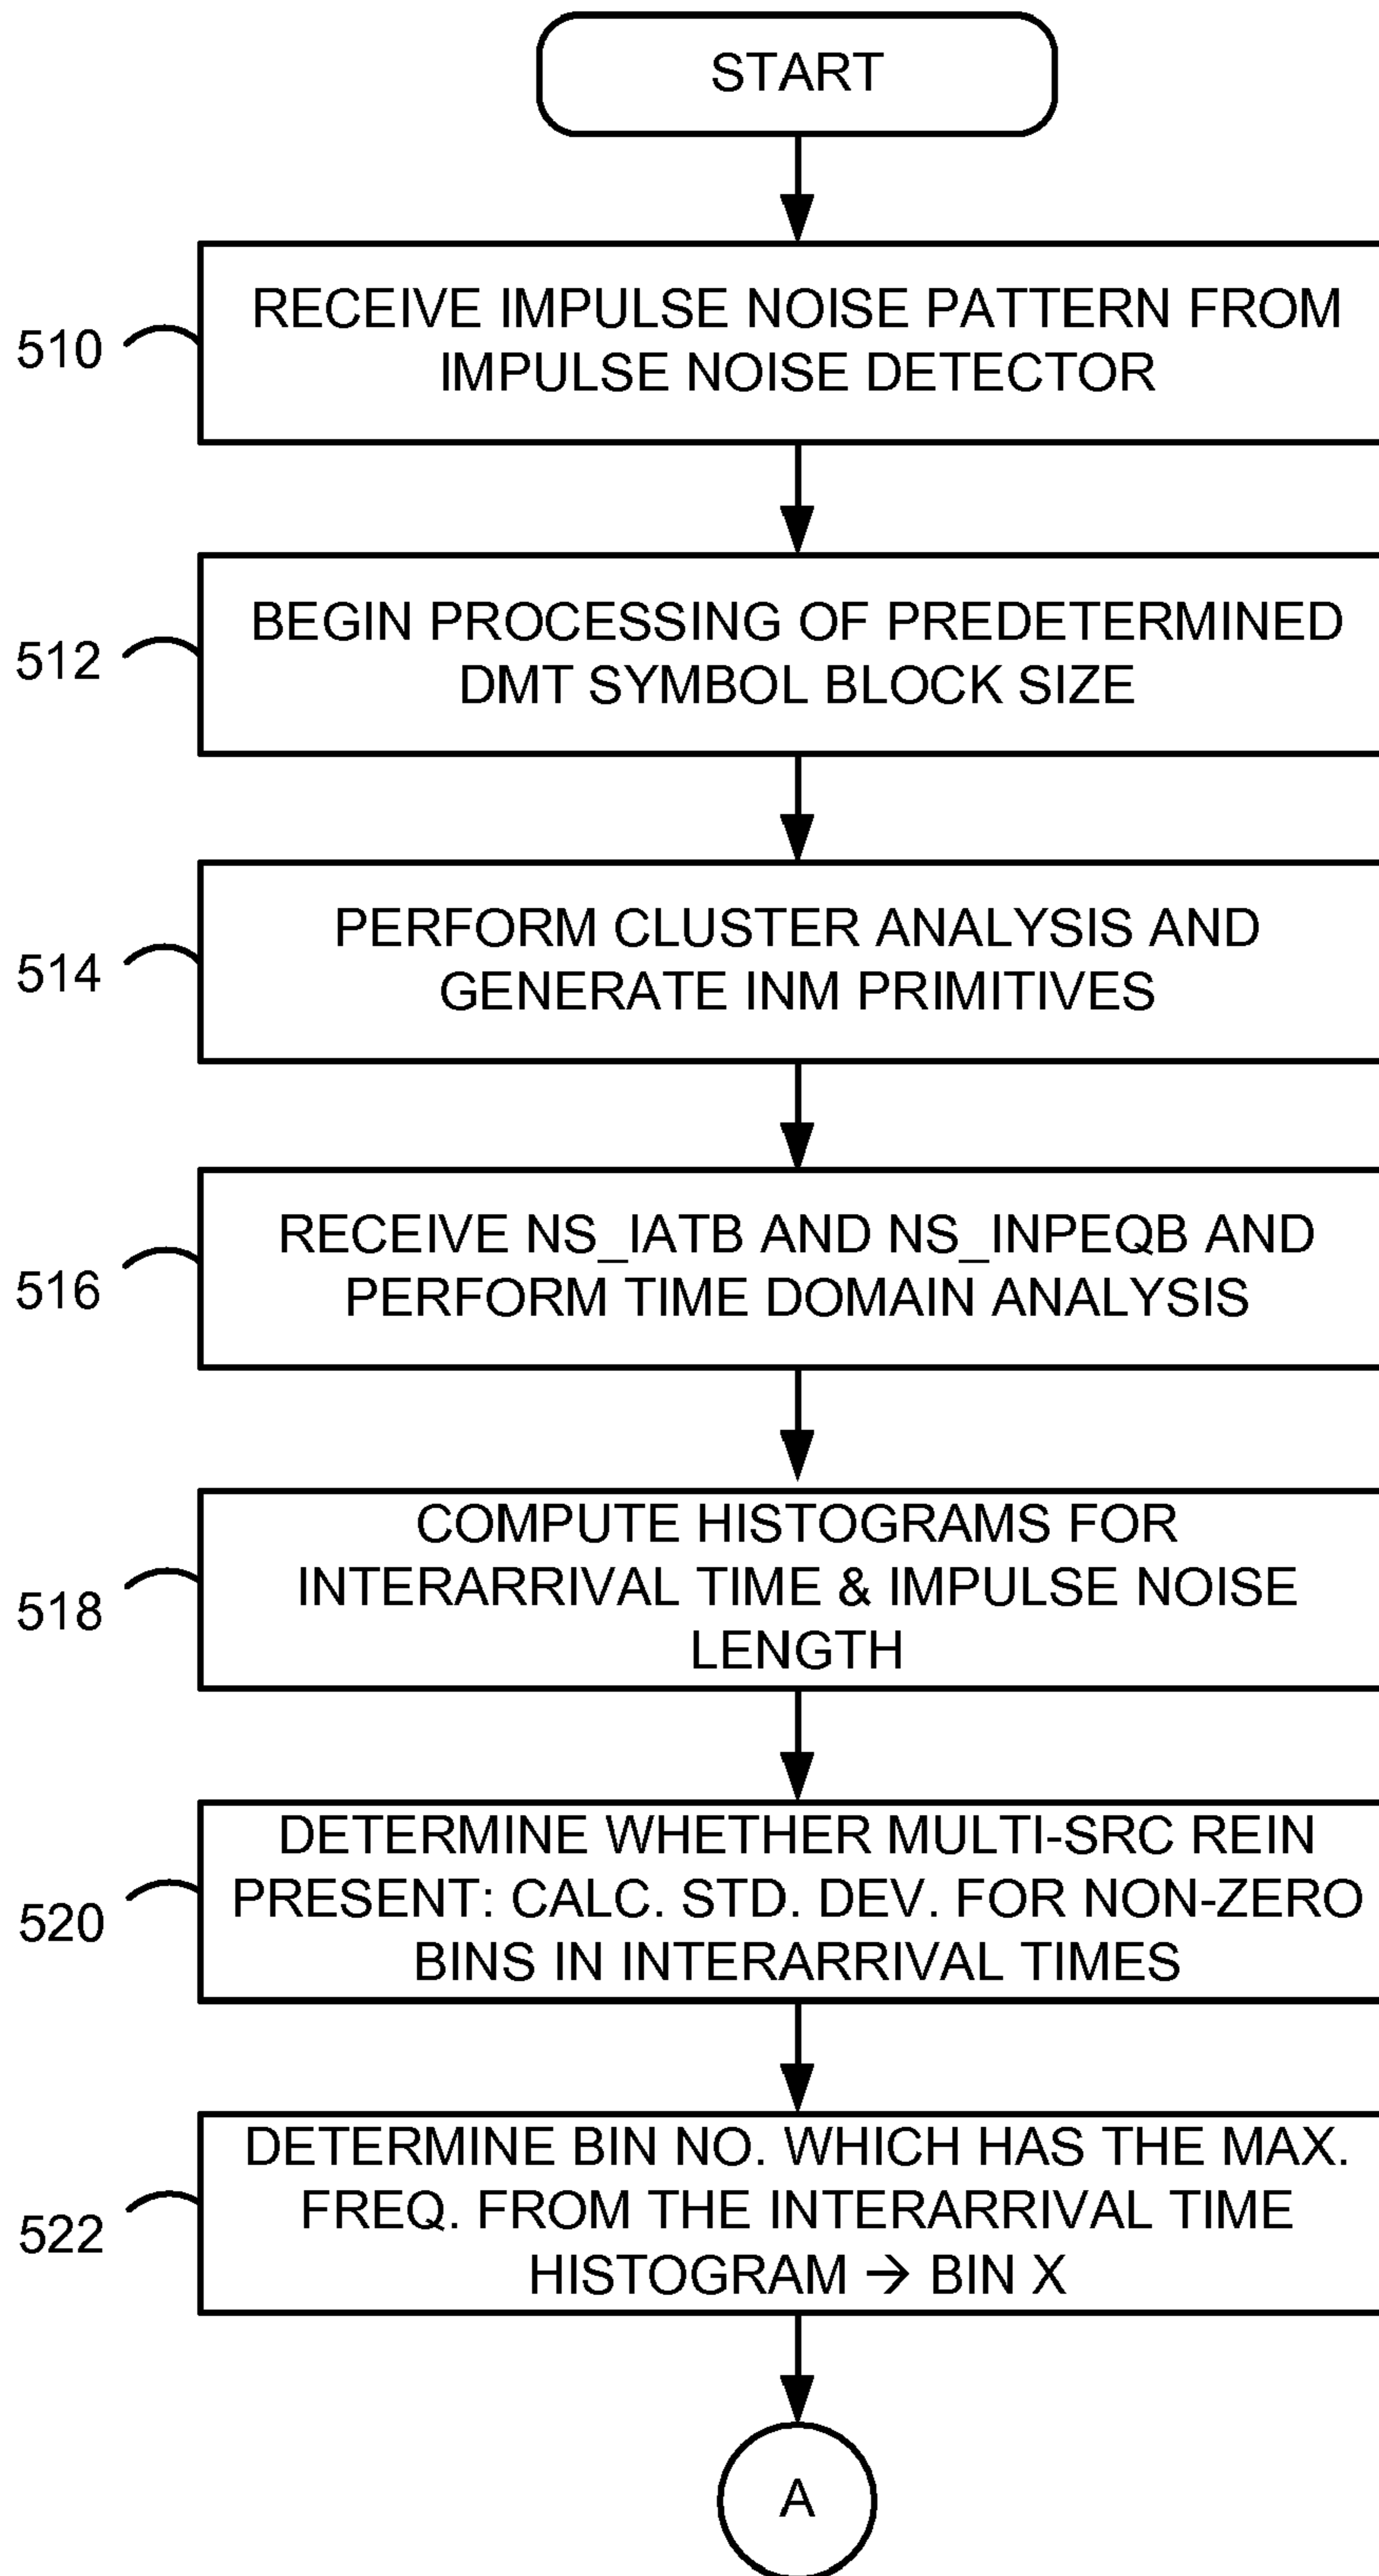 START
510
RECEIVE IMPULSE NOISE PATTERN FROM
IMPULSE NOISE DETECTOR
512
BEGIN PROCESSING OF PREDETERMINED
DMT SYMBOL BLOCK SIZE
514
PERFORM CLUSTER ANALYSIS AND
GENERATE INM PRIMITIVES
516
RECEIVE NS_IATB AND NS_INPEQB AND
PERFORM TIME DOMAIN ANALYSIS
518
COMPUTE HISTOGRAMS FOR
INTERARRIVAL TIME & IMPULSE NOISE
LENGTH
520
DETERMINE WHETHER MULTI-SRC REIN
PRESENT: CALC. STD. DEV. FOR NON-ZERO
BINS IN INTERARRIVAL TIMES
522
DETERMINE BIN NO. WHICH HAS THE MAX.
FREQ. FROM THE INTERARRIVAL TIME
HISTOGRAM → BIN X
A